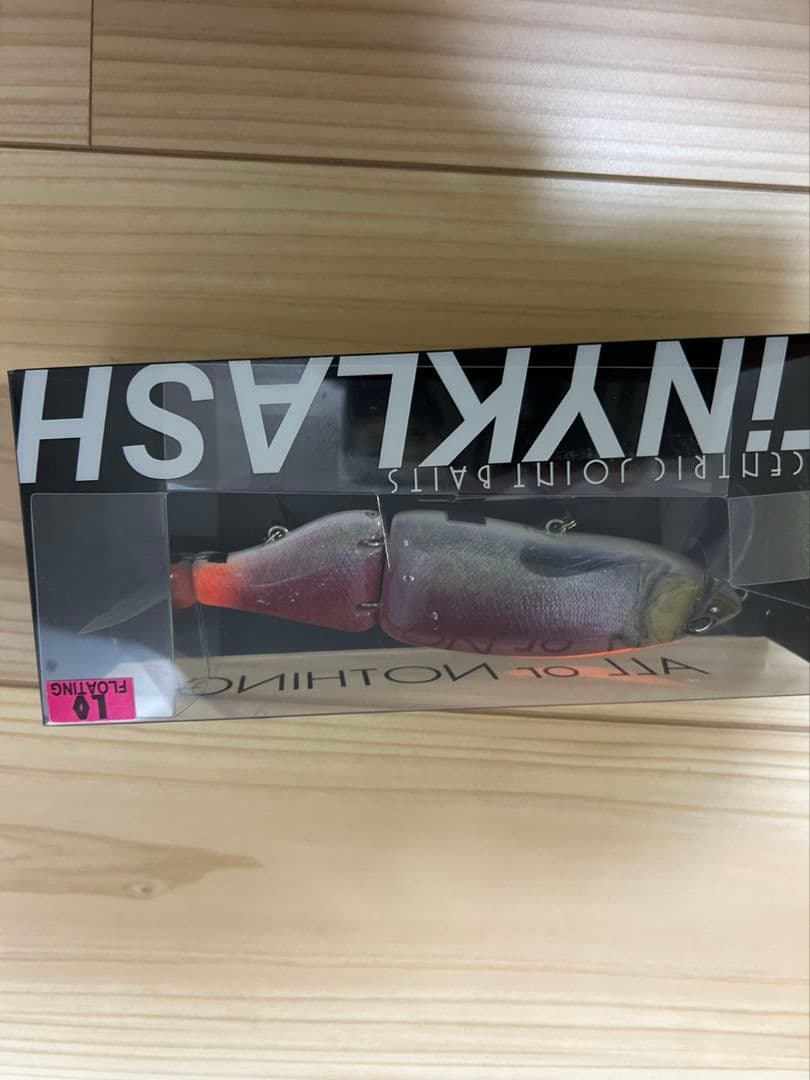 TiNYKLASH
CENTRIC JOINT BAITS
ALL OR NOTHING
LO
FLOATING